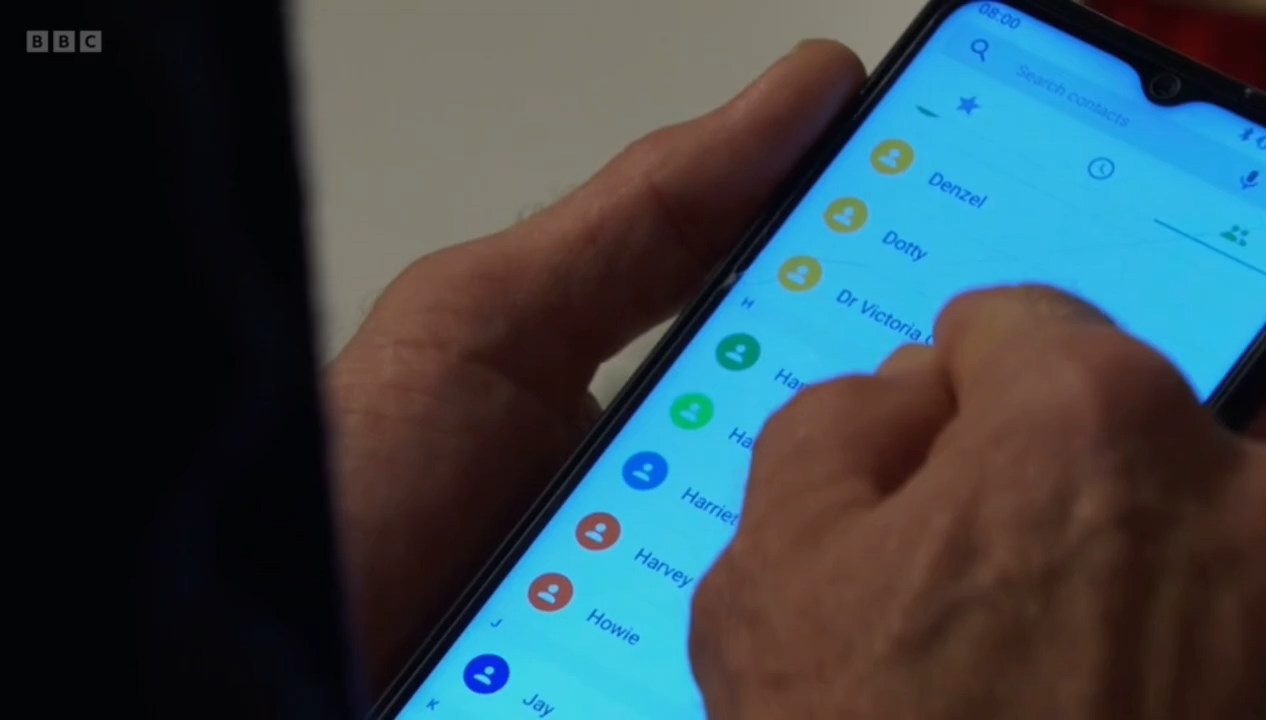 BBC
08:00
Search contacts
Denzel
Dotty
Dr Victoria
H
Harriet
Harvey
Howie
J
Jay
K